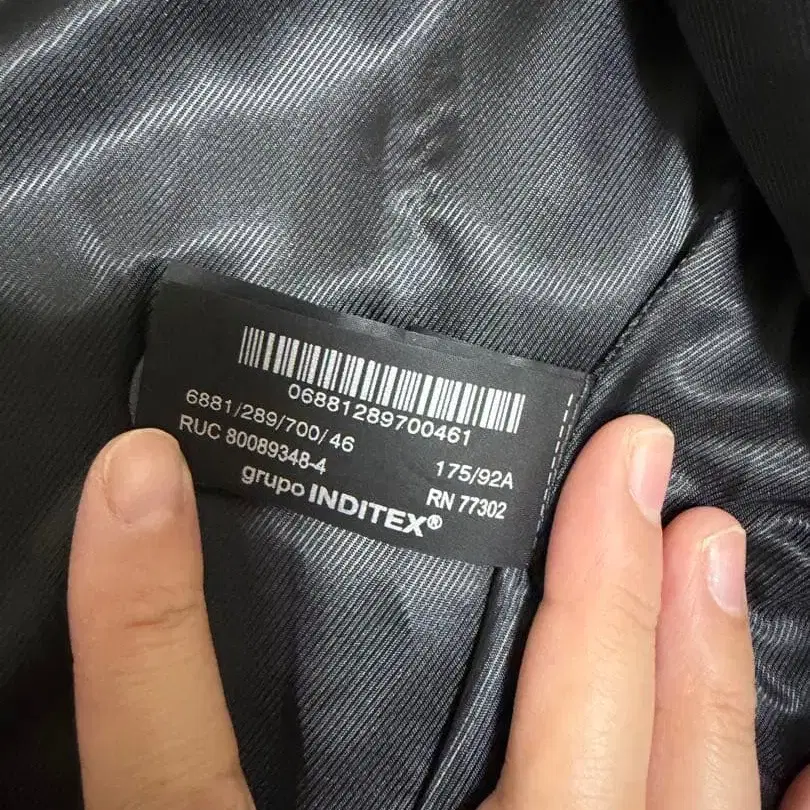 06881289700461
6881/289/700/46
175/92A
RUC 80089348-4
RN 77302
grupo INDITEX®